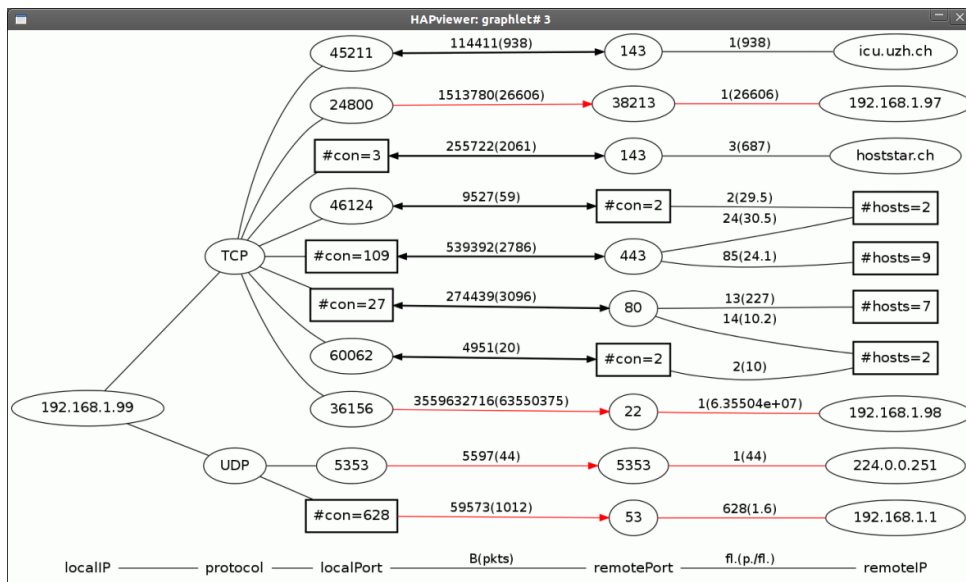 HAPviewer: graphlet# 3
45211 114411(938) 143 1(938) icu.uzh.ch
24800 1513780(26606) 38213 1(26606) 192.168.1.97
#con=3 255722(2061) 143 3(687) hoststar.ch
46124 9527(59) #con=2 2(29.5) #hosts=2
24(30.5)
TCP #con=109 539392(2786) 443 85(24.1) #hosts=9
#con=27 274439(3096) 80 13(227) #hosts=7
14(10.2)
60062 4951(20) #con=2 2(10) #hosts=2
192.168.1.99 36156 3559632716(63550375) 22 1(6.35504e+07) 192.168.1.98
UDP 5353 5597(44) 5353 1(44) 224.0.0.251
#con=628 59573(1012) 53 628(1.6) 192.168.1.1
localIP protocol localPort B(pkts) remotePort fl.(p./fl.) remoteIP